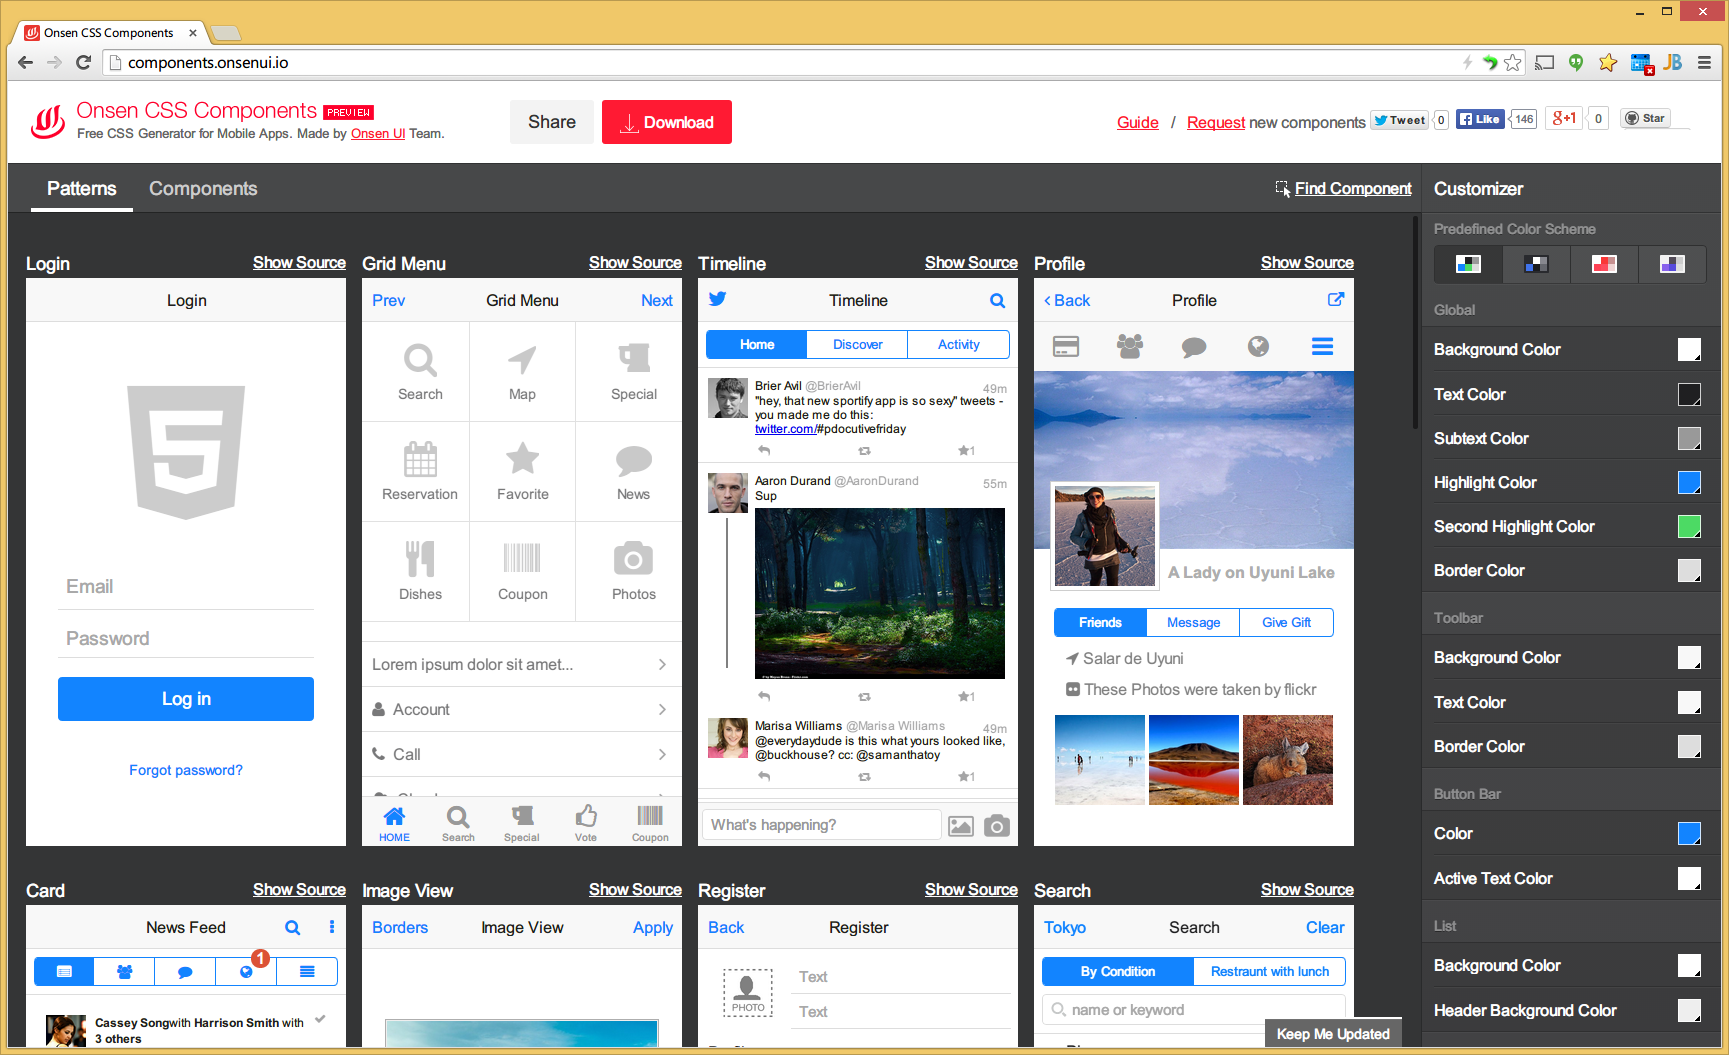 Onsen CSS Components
components.onsenui.io
Onsen CSS Components PREVIEW
Free CSS Generator for Mobile Apps. Made by Onsen UI Team.
Share
Download
Guide / Request new components
Tweet 0
Like 146
g+1 0
Star
Patterns
Components
Find Component
Customizer
Login Show Source
Login
Email
Password
Log in
Forgot password?
Grid Menu Show Source
Prev Grid Menu Next
Search Map Special
Reservation Favorite News
Dishes Coupon Photos
Lorem ipsum dolor sit amet...
Account
Call
HOME Search Special Vote Coupon
Timeline Show Source
Timeline
Home Discover Activity
Brier Avil @BrierAvil 49m
"hey, that new sportify app is so sexy" tweets -
you made me do this:
twitter.com/#pdocutivefriday
1
Aaron Durand @AaronDurand 55m
Sup
1
Marisa Williams @Marisa Williams 49m
@everydaydude is this what yours looked like,
@buckhouse? cc: @samanthatoy
1
What's happening?
Profile Show Source
Back Profile
A Lady on Uyuni Lake
Friends Message Give Gift
Salar de Uyuni
These Photos were taken by flickr
Card Show Source
News Feed
1
Cassey Songwith Harrison Smith with
3 others
Image View Show Source
Borders Image View Apply
Register Show Source
Back Register
PHOTO
Text
Text
Search Show Source
Tokyo Search Clear
By Condition Restraunt with lunch
name or keyword
Keep Me Updated
Predefined Color Scheme
Global
Background Color
Text Color
Subtext Color
Highlight Color
Second Highlight Color
Border Color
Toolbar
Background Color
Text Color
Border Color
Button Bar
Color
Active Text Color
List
Background Color
Header Background Color